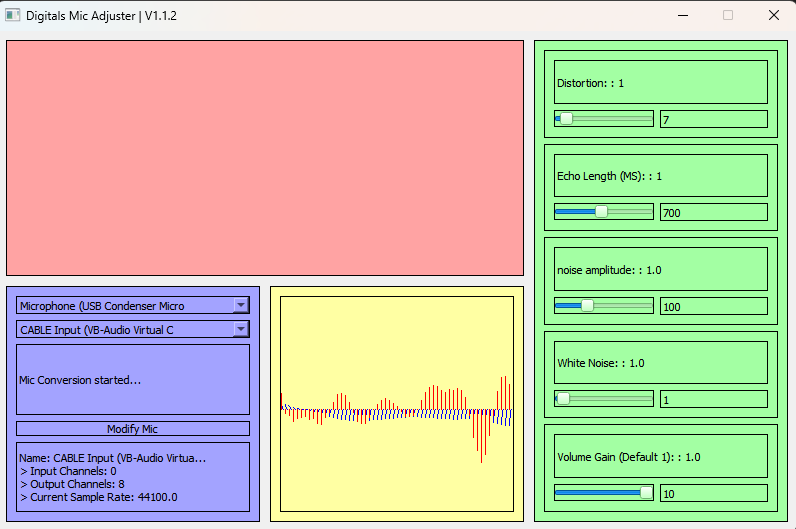 Digitals Mic Adjuster | V1.1.2
Microphone (USB Condenser Micro
CABLE Input (VB-Audio Virtual C
Mic Conversion started...
Modify Mic
Name: CABLE Input (VB-Audio Virtua...
> Input Channels: 0
> Output Channels: 8
> Current Sample Rate: 44100.0
Distortion: : 1
7
Echo Length (MS): : 1
700
noise amplitude: : 1.0
100
White Noise: : 1.0
1
Volume Gain (Default 1): : 1.0
10